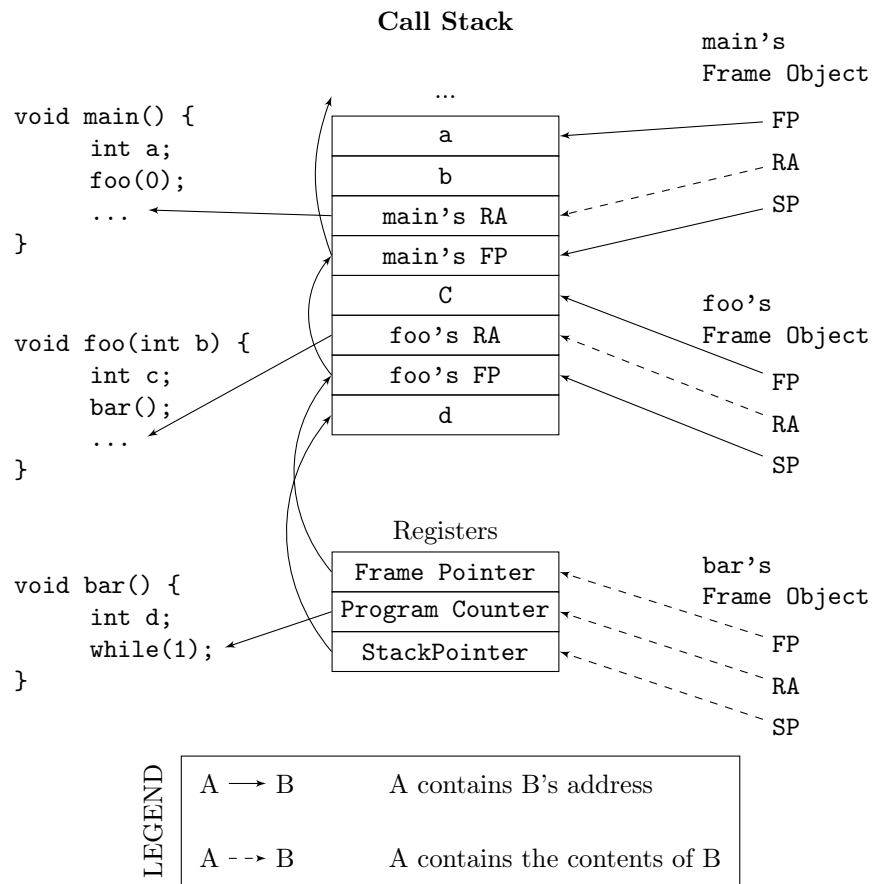 Call Stack
void main() {
int a;
foo(0);
...
}
void foo(int b) {
int c;
bar();
...
}
void bar() {
int d;
while(1);
}
...
a
b
main's RA
main's FP
C
foo's RA
foo's FP
d
Registers
Frame Pointer
Program Counter
StackPointer
main's
Frame Object
FP
RA
SP
foo's
Frame Object
FP
RA
SP
bar's
Frame Object
FP
RA
SP
LEGEND
A B A contains B's address
A B A contains the contents of B